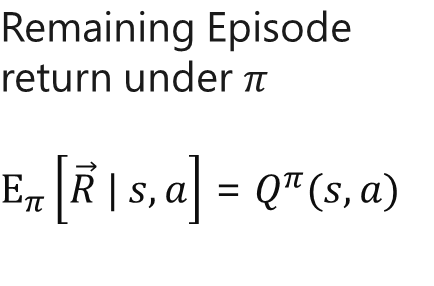 Remaining Episode
return under π
E_π [R⃗ | s, a] = Q^π(s, a)